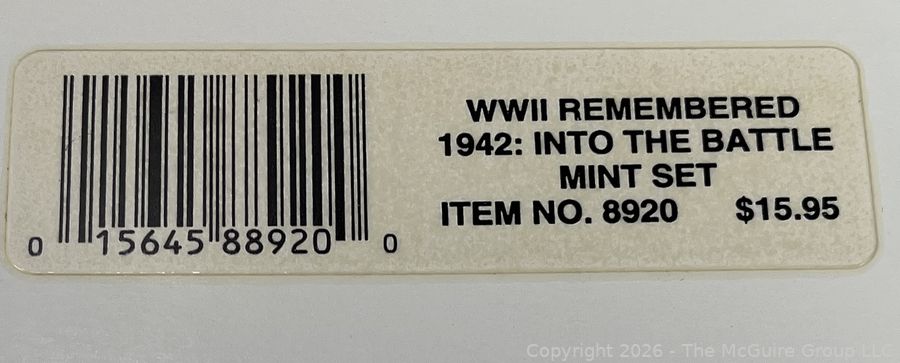 WWII REMEMBERED
1942: INTO THE BATTLE
MINT SET
ITEM NO. 8920 $15.95
0 15645 88920 0
Copyright 2026 - The McGuire Group LLC